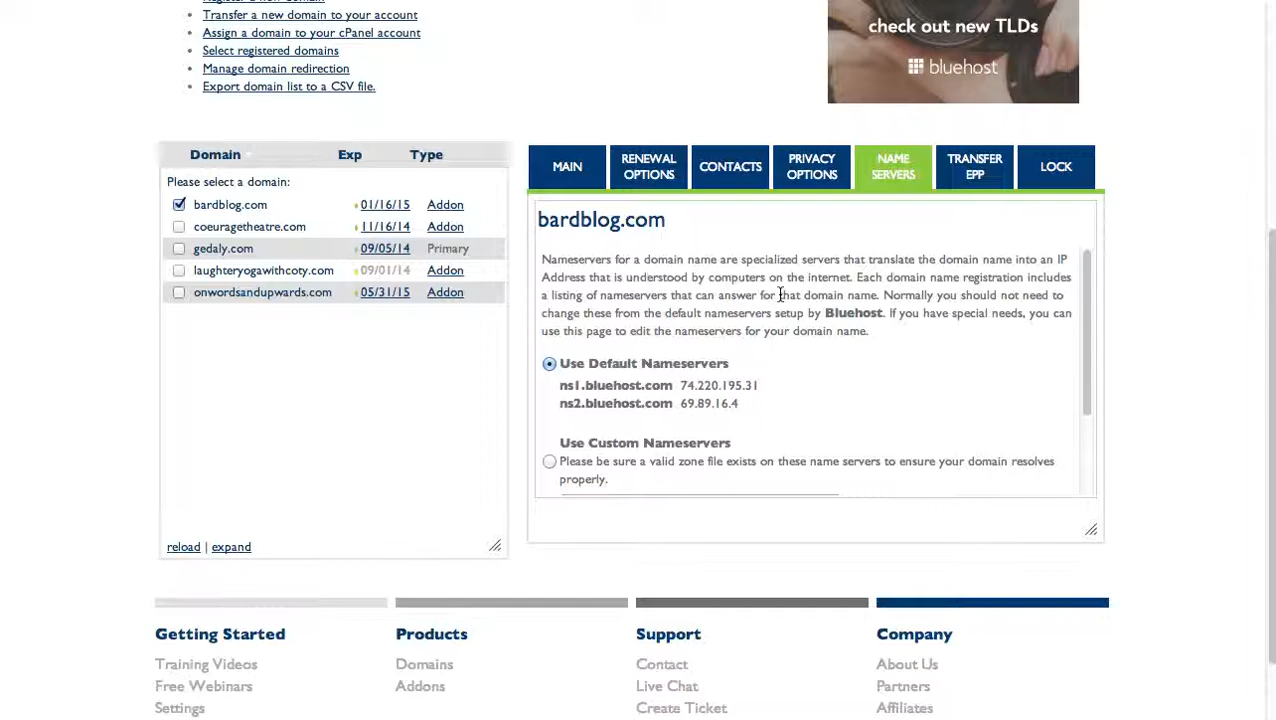 Transfer a new domain to your account
Assign a domain to your cPanel account
Select registered domains
Manage domain redirection
Export domain list to a CSV file.
check out new TLDs
bluehost
Domain Exp Type
Please select a domain:
bardblog.com 01/16/15 Addon
coeuragetheatre.com 11/16/14 Addon
gedaly.com 09/05/14 Primary
laughteryogawithcoty.com 09/01/14 Addon
onwordsandupwards.com 05/31/15 Addon
reload | expand
MAIN
RENEWAL
OPTIONS
CONTACTS
PRIVACY
OPTIONS
NAME
SERVERS
TRANSFER
EPP
LOCK
bardblog.com
Nameservers for a domain name are specialized servers that translate the domain name into an IP
Address that is understood by computers on the internet. Each domain name registration includes
a listing of nameservers that can answer for that domain name. Normally you should not need to
change these from the default nameservers setup by Bluehost. If you have special needs, you can
use this page to edit the nameservers for your domain name.
Use Default Nameservers
ns1.bluehost.com 74.220.195.31
ns2.bluehost.com 69.89.16.4
Use Custom Nameservers
Please be sure a valid zone file exists on these name servers to ensure your domain resolves
properly.
Getting Started
Training Videos
Free Webinars
Settings
Products
Domains
Addons
Support
Contact
Live Chat
Create Ticket
Company
About Us
Partners
Affiliates